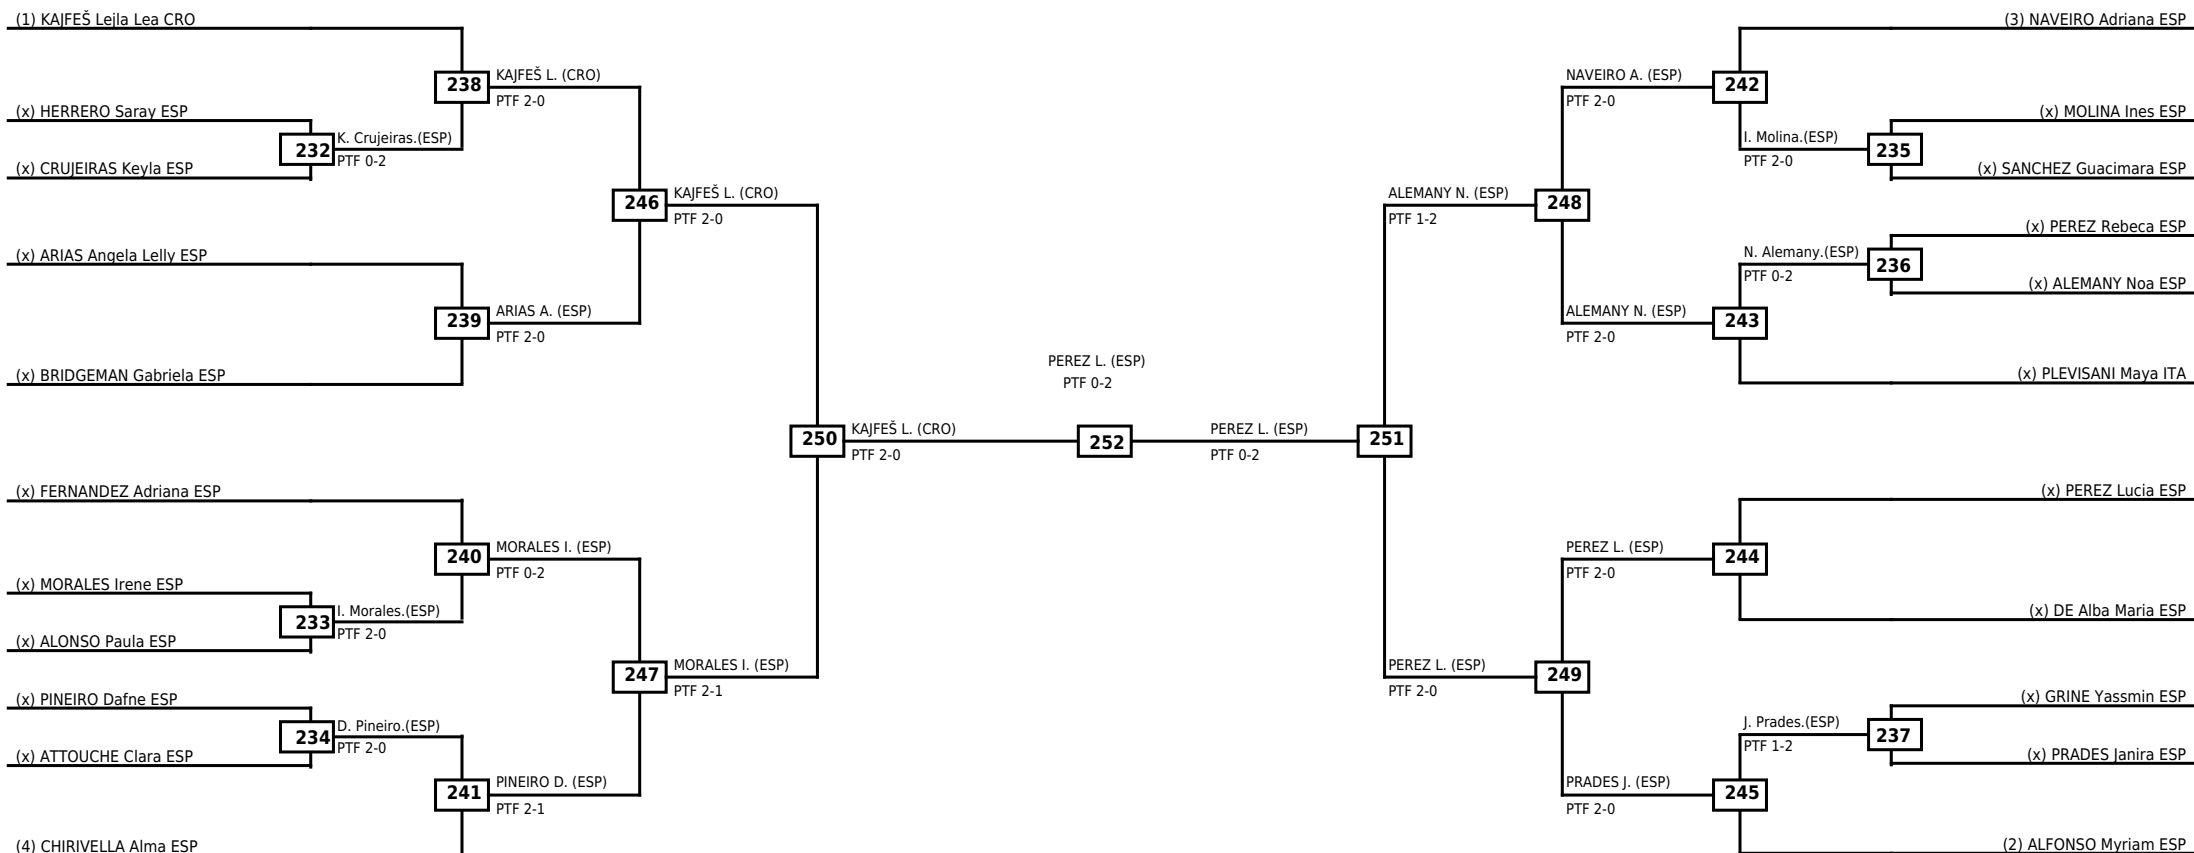 (1) KAJFEŠ Lejla Lea CRO
238
KAJFEŠ L. (CRO)
PTF 2-0
(x) HERRERO Saray ESP
232
K. Crujeiras.(ESP)
PTF 0-2
(x) CRUJEIRAS Keyla ESP
246
KAJFEŠ L. (CRO)
PTF 2-0
(x) ARIAS Angela Lelly ESP
239
ARIAS A. (ESP)
PTF 2-0
(x) BRIDGEMAN Gabriela ESP
250
KAJFEŠ L. (CRO)
PTF 2-0
(x) FERNANDEZ Adriana ESP
240
MORALES I. (ESP)
PTF 0-2
(x) MORALES Irene ESP
233
I. Morales.(ESP)
PTF 2-0
(x) ALONSO Paula ESP
247
MORALES I. (ESP)
PTF 2-1
(x) PINEIRO Dafne ESP
234
D. Pineiro.(ESP)
PTF 2-0
(x) ATTOUCHE Clara ESP
241
PINEIRO D. (ESP)
PTF 2-1
(4) CHIRIVELLA Alma ESP
PEREZ L. (ESP)
PTF 0-2
252
(3) NAVEIRO Adriana ESP
NAVEIRO A. (ESP)
PTF 2-0
242
(x) MOLINA Ines ESP
I. Molina.(ESP)
PTF 2-0
235
(x) SANCHEZ Guacimara ESP
ALEMANY N. (ESP)
PTF 1-2
248
(x) PEREZ Rebeca ESP
N. Alemany.(ESP)
PTF 0-2
236
(x) ALEMANY Noa ESP
ALEMANY N. (ESP)
PTF 2-0
243
(x) PLEVISANI Maya ITA
PEREZ L. (ESP)
PTF 0-2
251
(x) PEREZ Lucia ESP
PEREZ L. (ESP)
PTF 2-0
244
(x) DE Alba Maria ESP
PEREZ L. (ESP)
PTF 2-0
249
(x) GRINE Yassmin ESP
J. Prades.(ESP)
PTF 1-2
237
(x) PRADES Janira ESP
PRADES J. (ESP)
PTF 2-0
245
(2) ALFONSO Myriam ESP